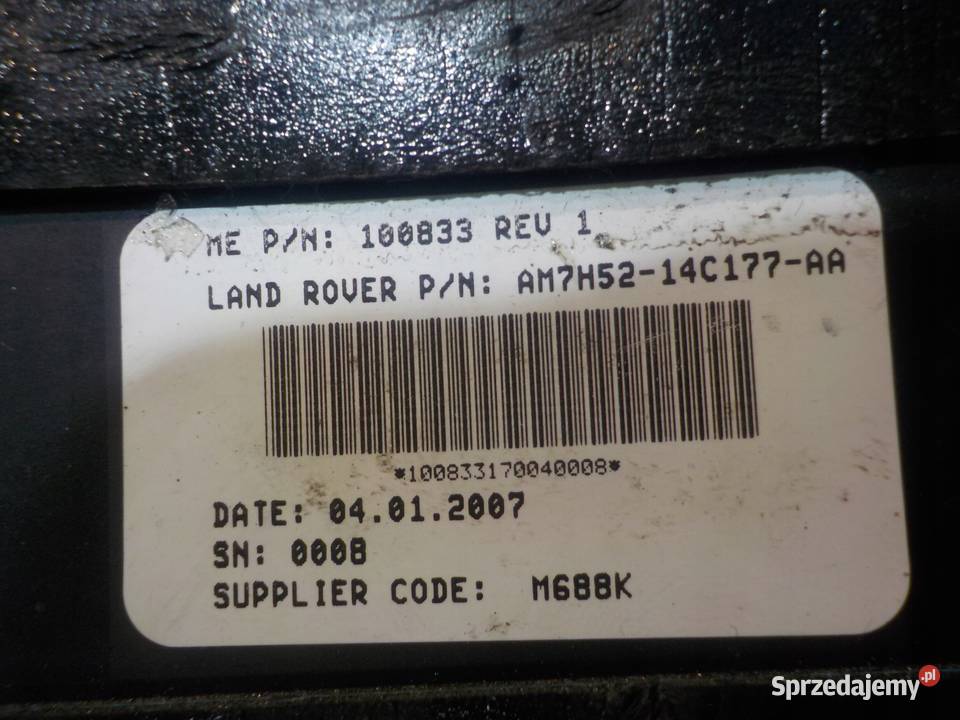 ME P/N: 100833 REV 1
LAND ROVER P/N: AM7H52-14C177-AA
*100833170040008*
DATE: 04.01.2007
SN: 0008
SUPPLIER CODE: M688K
Sprzedajemy.pl